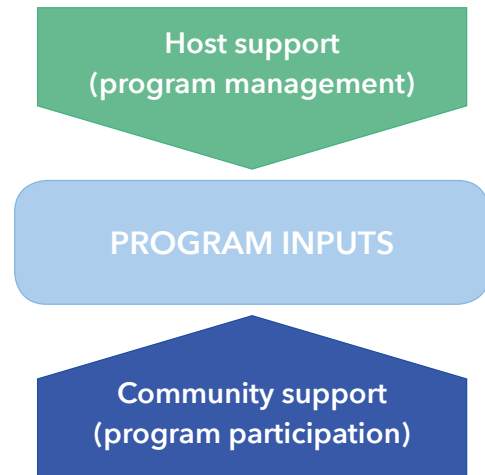 Host support
(program management)
PROGRAM INPUTS
Community support
(program participation)